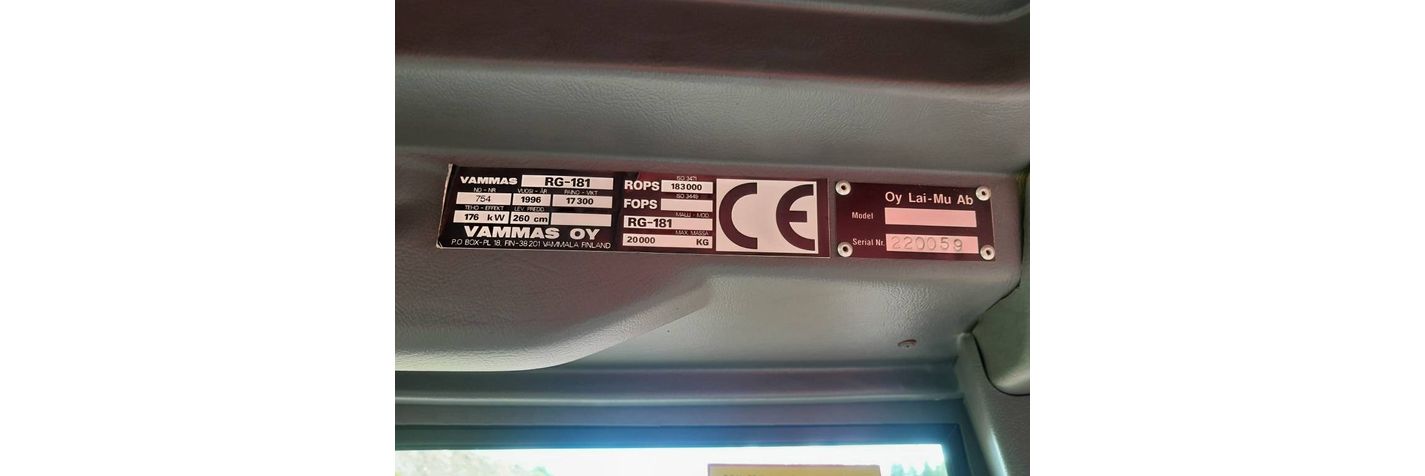 VAMMAS RG-181
NO - NR VUOSI - ÅR PAINO - VIKT
754 1996 17300
TEHO - EFFEKT LEV. PREDD
176 kW 260 cm
VAMMAS OY
P.O BOX-PL 18, FIN-38201 VAMMALA FINLAND
ISO 3471
ROPS 183000
ISO 3449
FOPS
MALLI - MOD.
RG-181
MAX. MASSA
20000 KG
CE
Oy Lai-Mu Ab
Model
Serial Nr. 220059